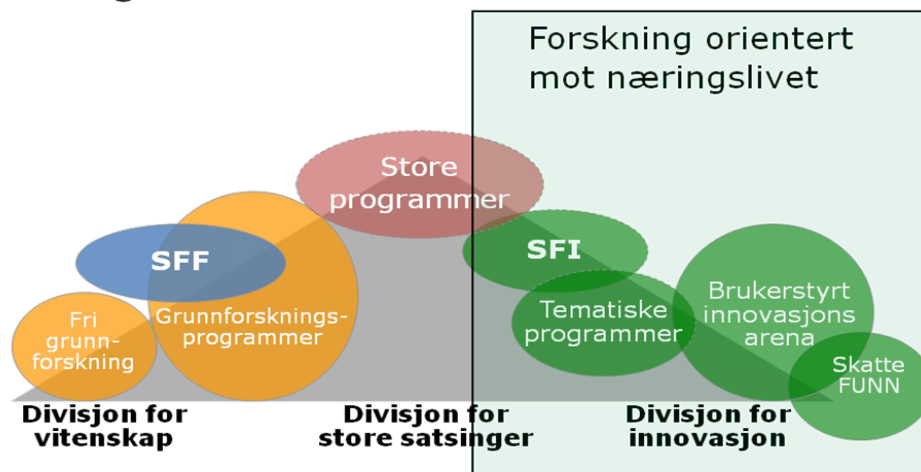 Forskning orientert
mot næringslivet
Store
programmer
SFF
SFI
Fri
grunn-
forskning
Grunnforsknings-
programmer
Tematiske
programmer
Brukerstyrt
innovasjons
arena
Skatte
FUNN
Divisjon for
vitenskap
Divisjon for
store satsinger
Divisjon for
innovasjon